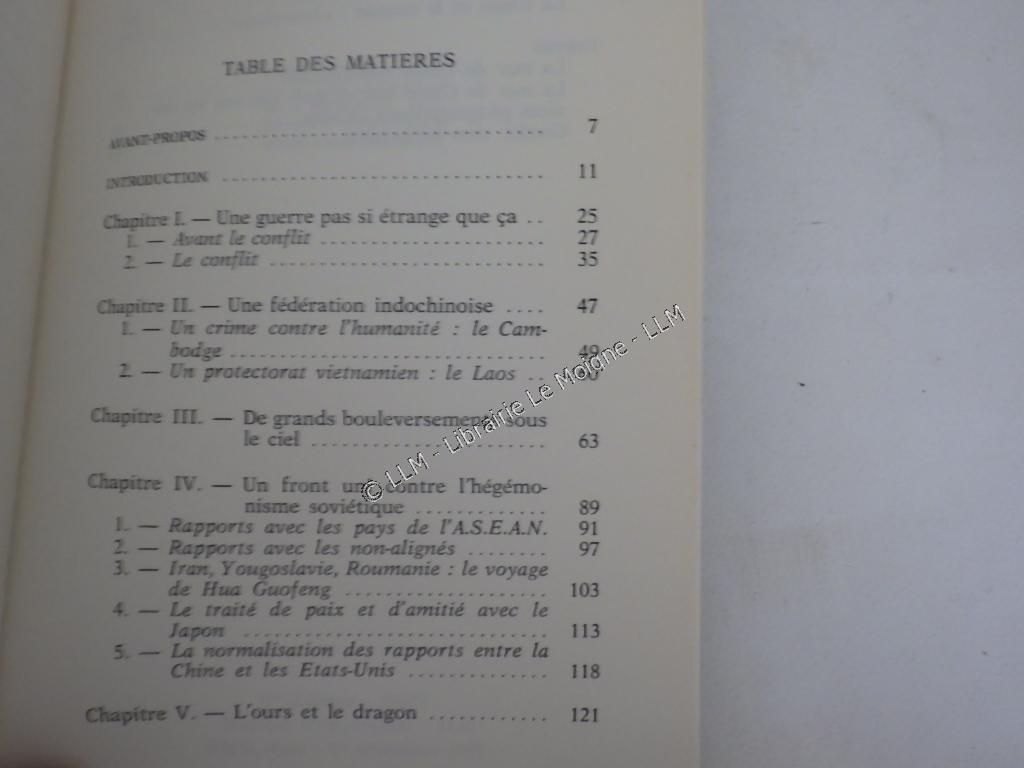 TABLE DES MATIERES
AVANT-PROPOS ................................ 7
INTRODUCTION ................................ 11
Chapitre I. — Une guerre pas si étrange que ça .. 25
1. — Avant le conflit ....................... 27
2. — Le conflit ............................ 35
Chapitre II. — Une fédération indochinoise .... 47
1. — Un crime contre l'humanité : le Cam-
bodge ................................ 49
2. — Un protectorat vietnamien : le Laos ..
Chapitre III. — De grands bouleversements sous
le ciel ........................ 63
Chapitre IV. — Un front uni contre l'hégémo-
nisme soviétique ............. 89
1. — Rapports avec les pays de l'A.S.E.A.N. 91
2. — Rapports avec les non-alignés ........ 97
3. — Iran, Yougoslavie, Roumanie : le voyage
de Hua Guofeng .................... 103
4. — Le traité de paix et d'amitié avec le
Japon .............................. 113
5. — La normalisation des rapports entre la
Chine et les Etats-Unis .............. 118
Chapitre V. — L'ours et le dragon ............ 121
© LLM - Librairie Le Moigne - LLM